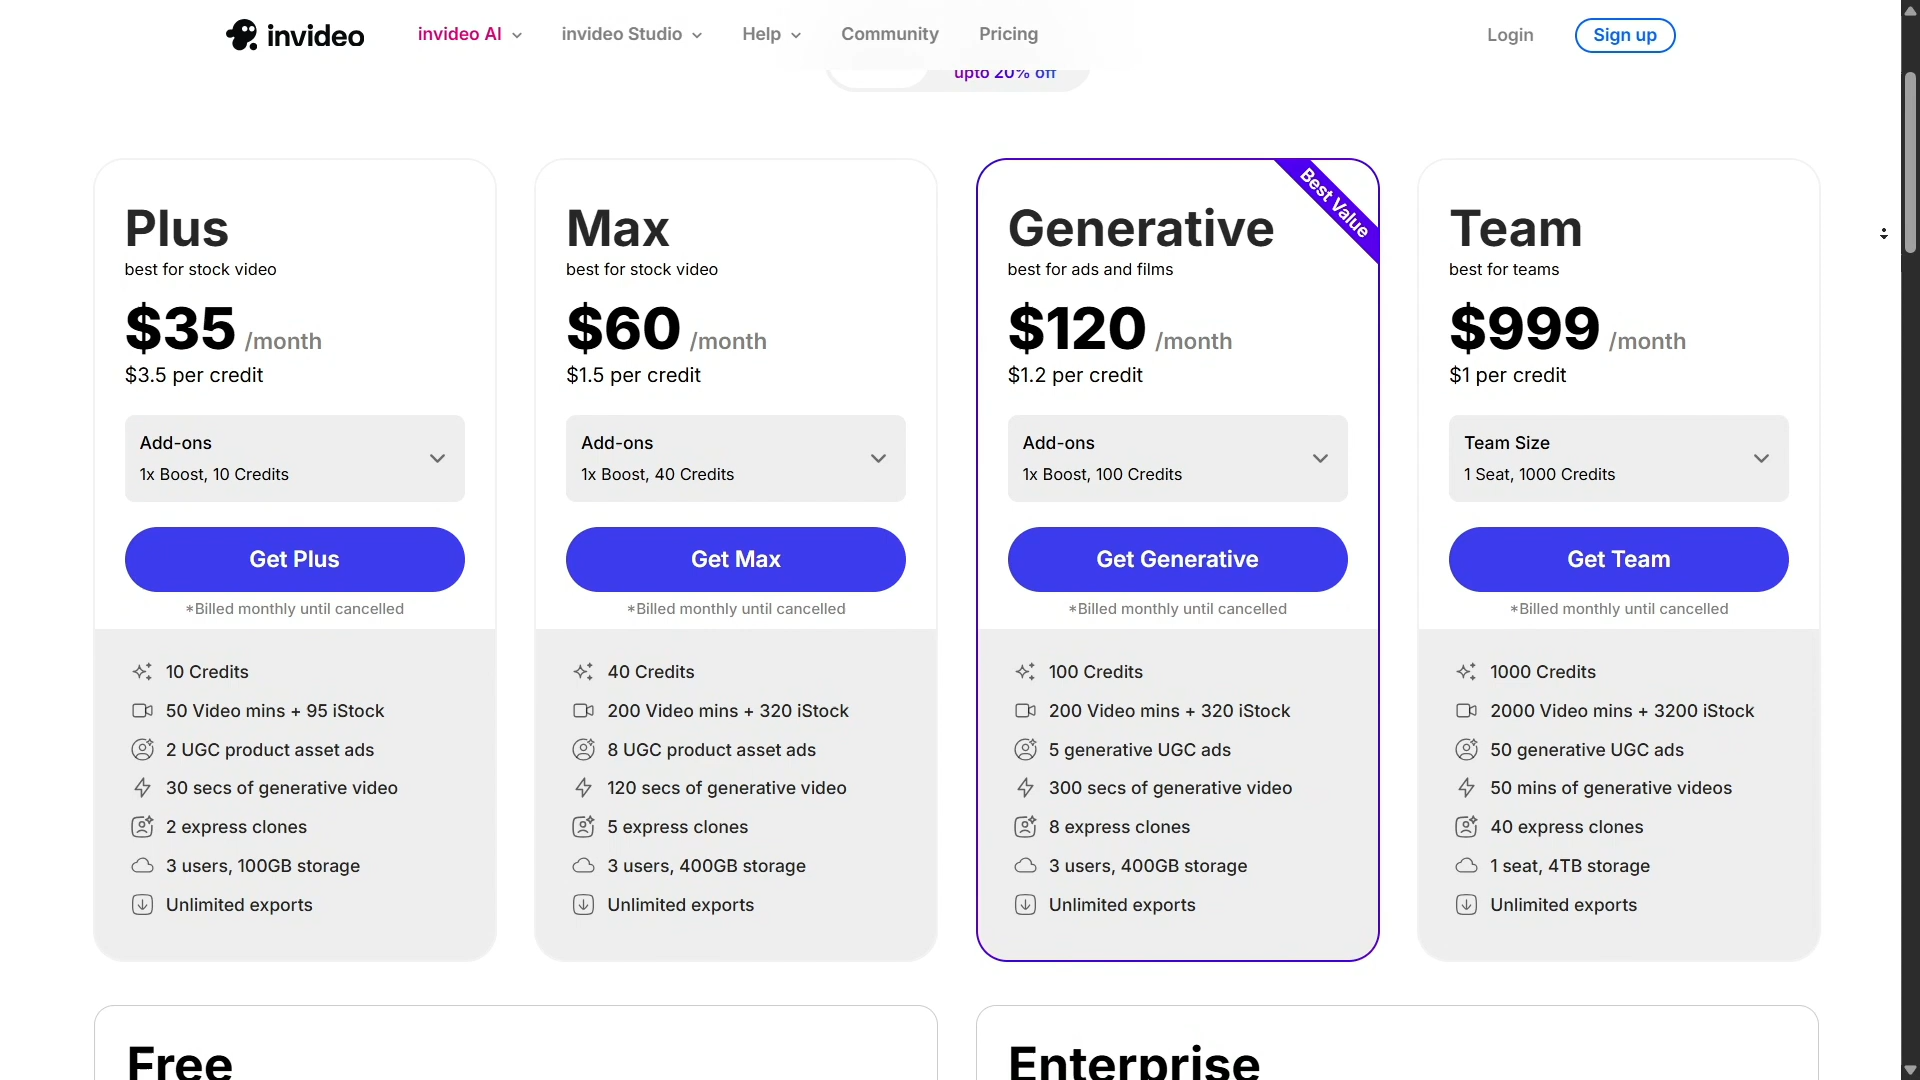 invideo
invideo AI
invideo Studio
Help
Community
Pricing
Login
Sign up
upto 20% off
Plus
best for stock video
$35 /month
$3.5 per credit
Add-ons
1x Boost, 10 Credits
Get Plus
*Billed monthly until cancelled
10 Credits
50 Video mins + 95 iStock
2 UGC product asset ads
30 secs of generative video
2 express clones
3 users, 100GB storage
Unlimited exports
Max
best for stock video
$60 /month
$1.5 per credit
Add-ons
1x Boost, 40 Credits
Get Max
*Billed monthly until cancelled
40 Credits
200 Video mins + 320 iStock
8 UGC product asset ads
120 secs of generative video
5 express clones
3 users, 400GB storage
Unlimited exports
Best Value
Generative
best for ads and films
$120 /month
$1.2 per credit
Add-ons
1x Boost, 100 Credits
Get Generative
*Billed monthly until cancelled
100 Credits
200 Video mins + 320 iStock
5 generative UGC ads
300 secs of generative video
8 express clones
3 users, 400GB storage
Unlimited exports
Team
best for teams
$999 /month
$1 per credit
Team Size
1 Seat, 1000 Credits
Get Team
*Billed monthly until cancelled
1000 Credits
2000 Video mins + 3200 iStock
50 generative UGC ads
50 mins of generative videos
40 express clones
1 seat, 4TB storage
Unlimited exports
Free
Enterprise